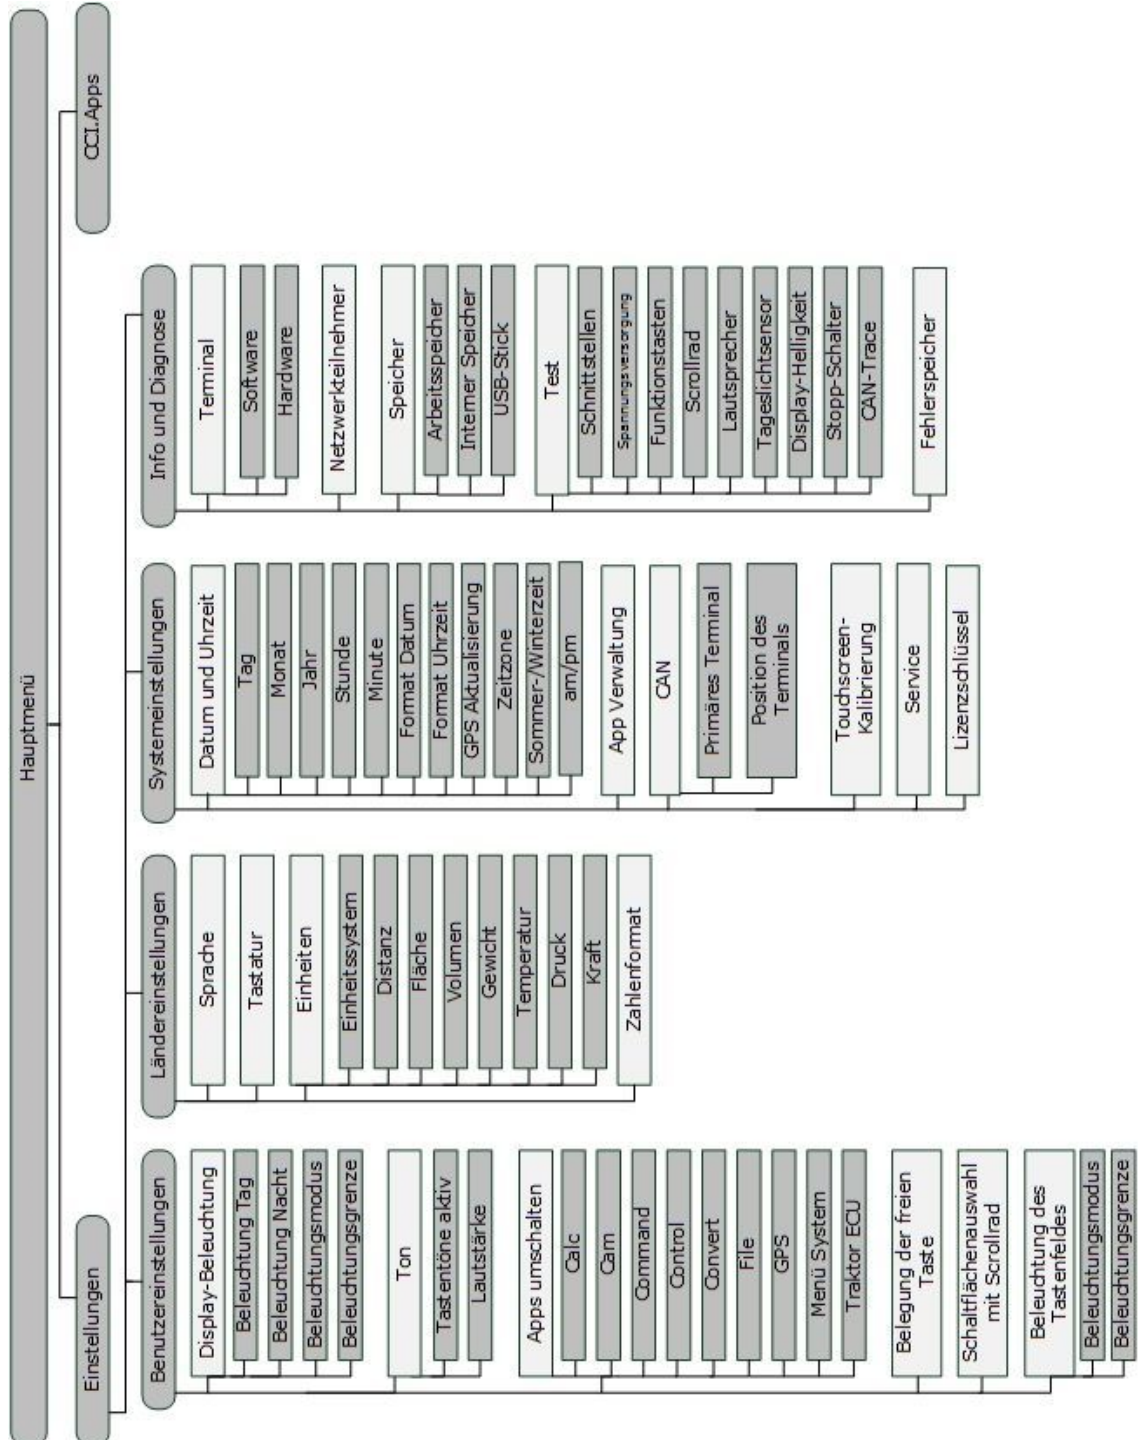 Hauptmenü
Einstellungen
CCI.Apps
Benutzereinstellungen
Display-Beleuchtung
Beleuchtung Tag
Beleuchtung Nacht
Beleuchtungsmodus
Beleuchtungsgrenze
Ton
Tastentöne aktiv
Lautstärke
Apps umschalten
Calc
Cam
Command
Control
Convert
File
GPS
Menü System
Traktor ECU
Belegung der freien
Taste
Schaltflächenauswahl
mit Scrollrad
Beleuchtung des
Tastenfeldes
Beleuchtungsmodus
Beleuchtungsgrenze
Ländereinstellungen
Sprache
Tastatur
Einheiten
Einheitssystem
Distanz
Fläche
Volumen
Gewicht
Temperatur
Druck
Kraft
Zahlenformat
Systemeinstellungen
Datum und Uhrzeit
Tag
Monat
Jahr
Stunde
Minute
Format Datum
Format Uhrzeit
GPS Aktualisierung
Zeitzone
Sommer-/Winterzeit
am/pm
App Verwaltung
CAN
Primäres Terminal
Position des
Terminals
Touchscreen-
Kalibrierung
Service
Lizenzschlüssel
Info und Diagnose
Terminal
Software
Hardware
Netzwerkteilnehmer
Speicher
Arbeitsspeicher
Interner Speicher
USB-Stick
Test
Schnittstellen
Spannungsversorgung
Funktionstasten
Scrollrad
Lautsprecher
Tageslichtsensor
Display-Helligkeit
Stopp-Schalter
CAN-Trace
Fehlerspeicher